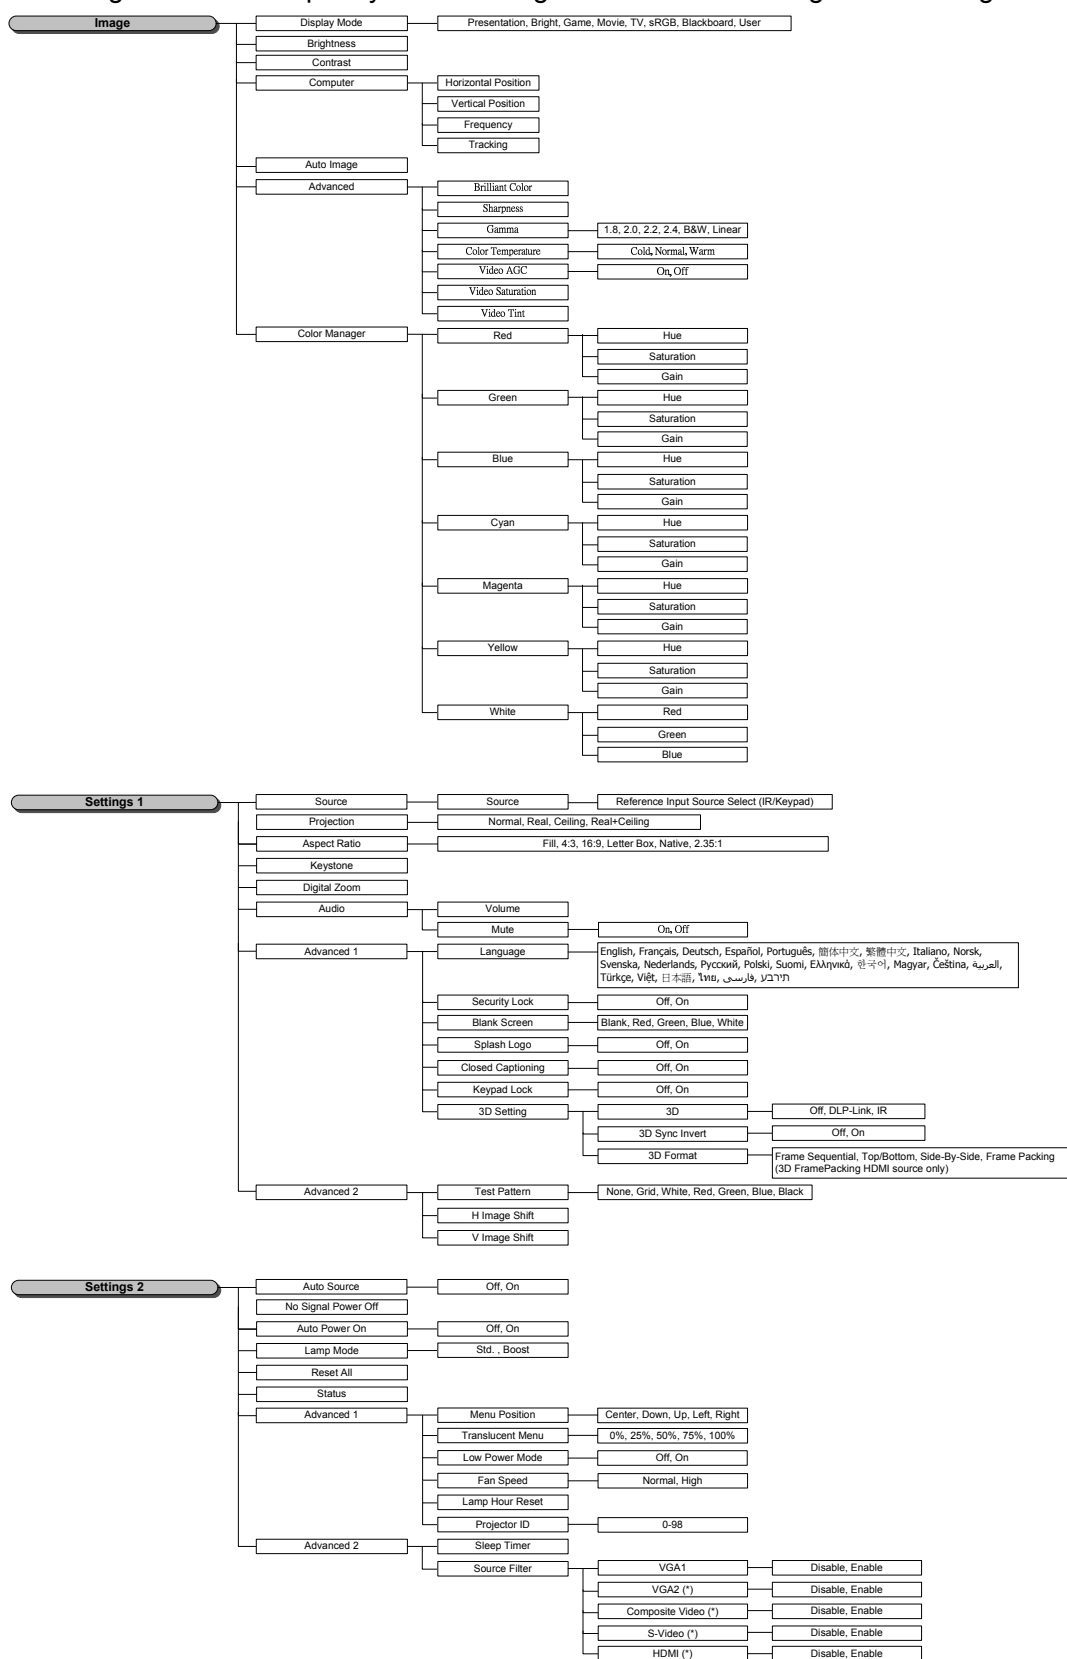 Image
Display Mode
Presentation, Bright, Game, Movie, TV, sRGB, Blackboard, User
Brightness
Contrast
Computer
Horizontal Position
Vertical Position
Frequency
Tracking
Auto Image
Advanced
Brilliant Color
Sharpness
Gamma
1.8, 2.0, 2.2, 2.4, B&W, Linear
Color Temperature
Cold, Normal, Warm
Video AGC
On, Off
Video Saturation
Video Tint
Color Manager
Red
Hue
Saturation
Gain
Green
Hue
Saturation
Gain
Blue
Hue
Saturation
Gain
Cyan
Hue
Saturation
Gain
Magenta
Hue
Saturation
Gain
Yellow
Hue
Saturation
Gain
White
Red
Green
Blue
Settings 1
Source
Source
Reference Input Source Select (IR/Keypad)
Projection
Normal, Real, Ceiling, Real+Ceiling
Aspect Ratio
Fill, 4:3, 16:9, Letter Box, Native, 2.35:1
Keystone
Digital Zoom
Audio
Volume
Mute
On, Off
Advanced 1
Language
English, Français, Deutsch, Español, Português, 簡体中文, 繁體中文, Italiano, Norsk,
Svenska, Nederlands, Русский, Polski, Suomi, Ελληνικά, 한국어, Magyar, Čeština, العربية,
Türkçe, Việt, 日本語, ไทย, فارسی, תירבע
Security Lock
Off, On
Blank Screen
Blank, Red, Green, Blue, White
Splash Logo
Off, On
Closed Captioning
Off, On
Keypad Lock
Off, On
3D Setting
3D
Off, DLP-Link, IR
3D Sync Invert
Off, On
3D Format
Frame Sequential, Top/Bottom, Side-By-Side, Frame Packing
(3D FramePacking HDMI source only)
Advanced 2
Test Pattern
None, Grid, White, Red, Green, Blue, Black
H Image Shift
V Image Shift
Settings 2
Auto Source
Off, On
No Signal Power Off
Auto Power On
Off, On
Lamp Mode
Std. , Boost
Reset All
Status
Advanced 1
Menu Position
Center, Down, Up, Left, Right
Translucent Menu
0%, 25%, 50%, 75%, 100%
Low Power Mode
Off, On
Fan Speed
Normal, High
Lamp Hour Reset
Projector ID
0-98
Advanced 2
Sleep Timer
Source Filter
VGA1
Disable, Enable
VGA2 (*)
Disable, Enable
Composite Video (*)
Disable, Enable
S-Video (*)
Disable, Enable
HDMI (*)
Disable, Enable